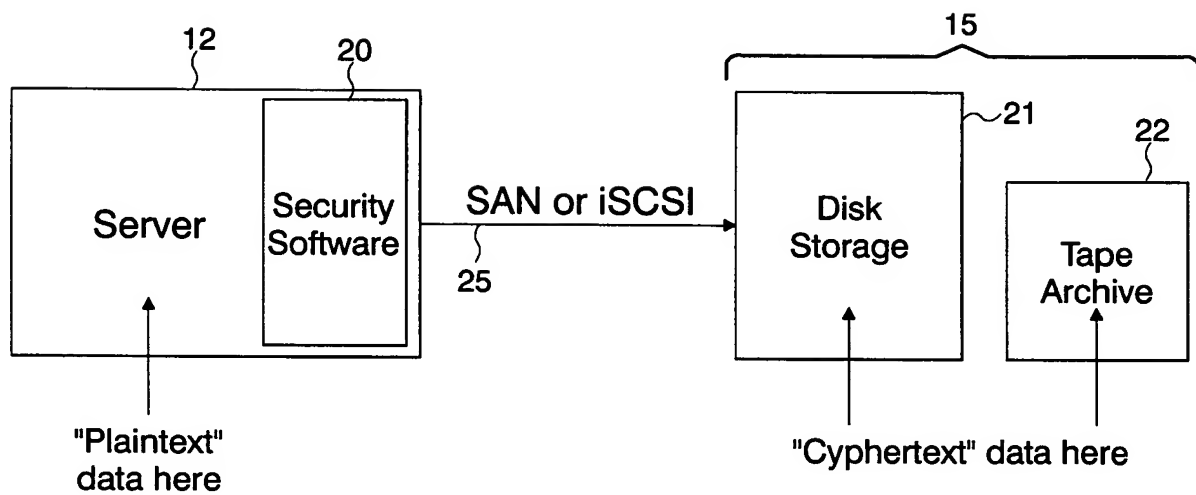 15
12
20
21
22
Server
Security
Software
SAN or iSCSI
25
Disk
Storage
Tape
Archive
"Plaintext"
data here
"Cyphertext" data here